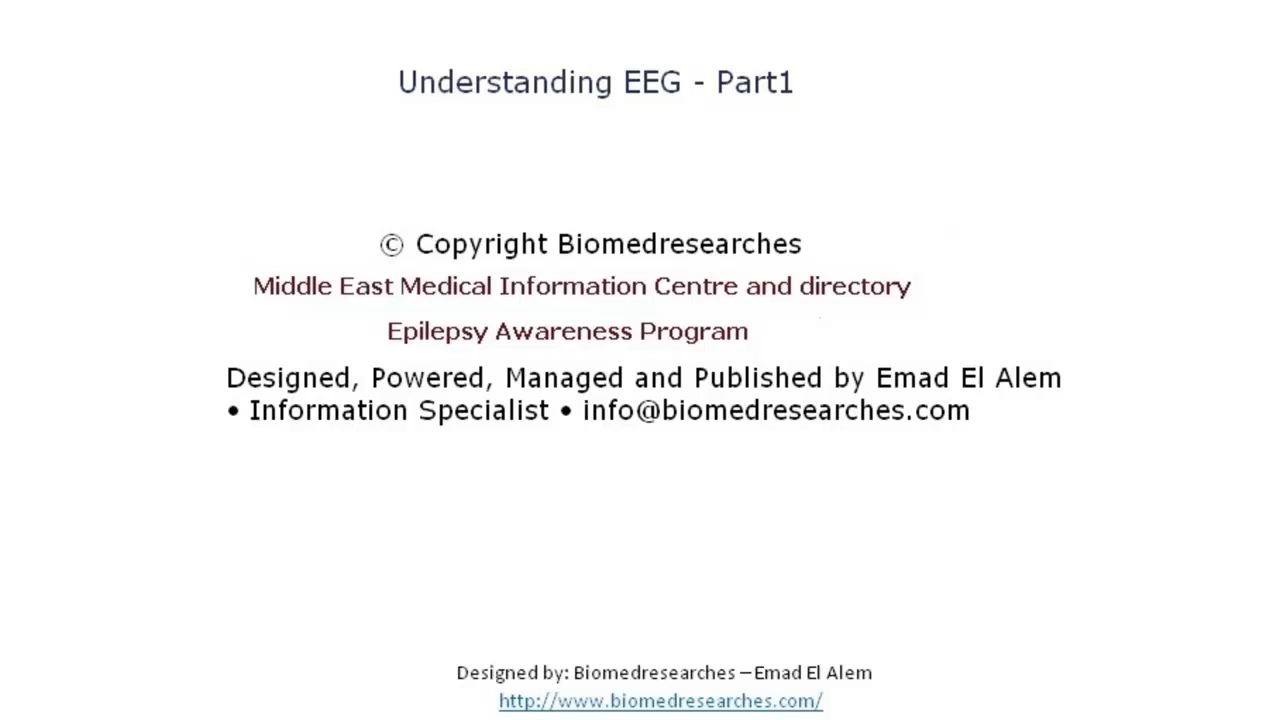 Understanding EEG - Part1
© Copyright Biomedresearches
Middle East Medical Information Centre and directory
Epilepsy Awareness Program
Designed, Powered, Managed and Published by Emad El Alem
• Information Specialist • info@biomedresearches.com
Designed by: Biomedresearches – Emad El Alem
http://www.biomedresearches.com/